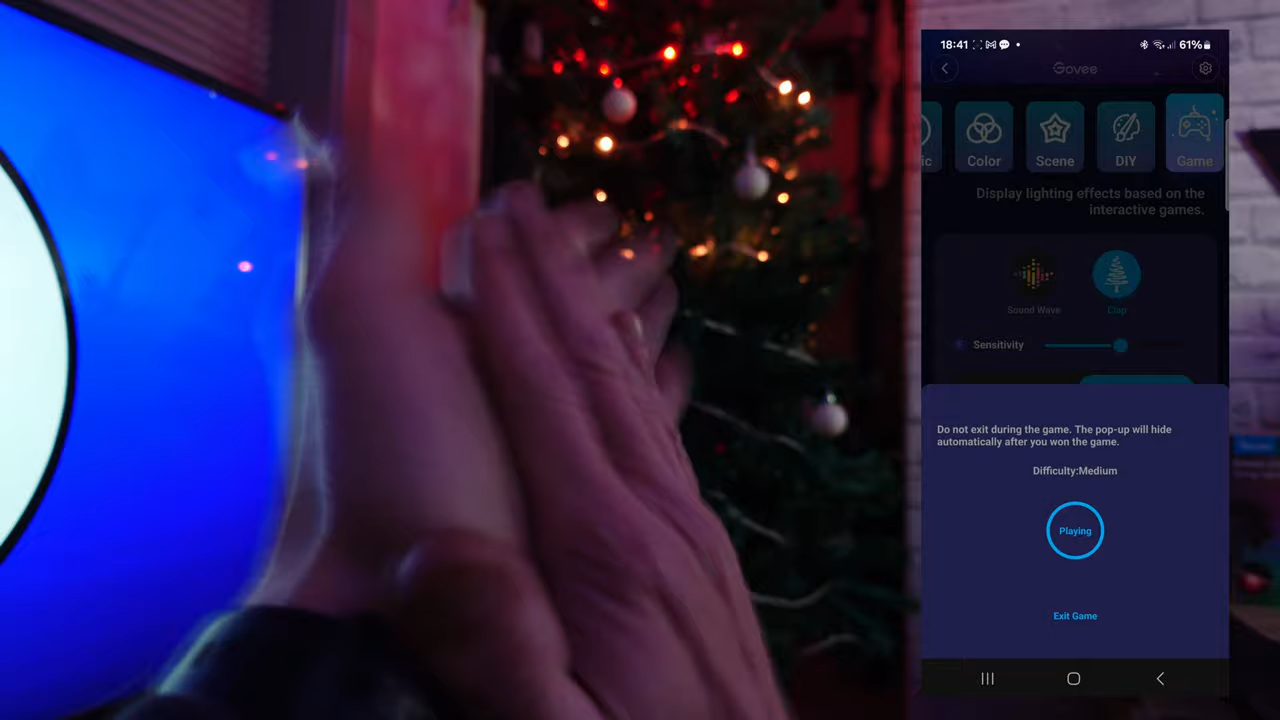 18:41
61%
Govee
ic
Color
Scene
DIY
Game
Display lighting effects based on the
interactive games.
Sound Wave
Clap
Sensitivity
Do not exit during the game. The pop-up will hide
automatically after you won the game.
Difficulty:Medium
Playing
Exit Game